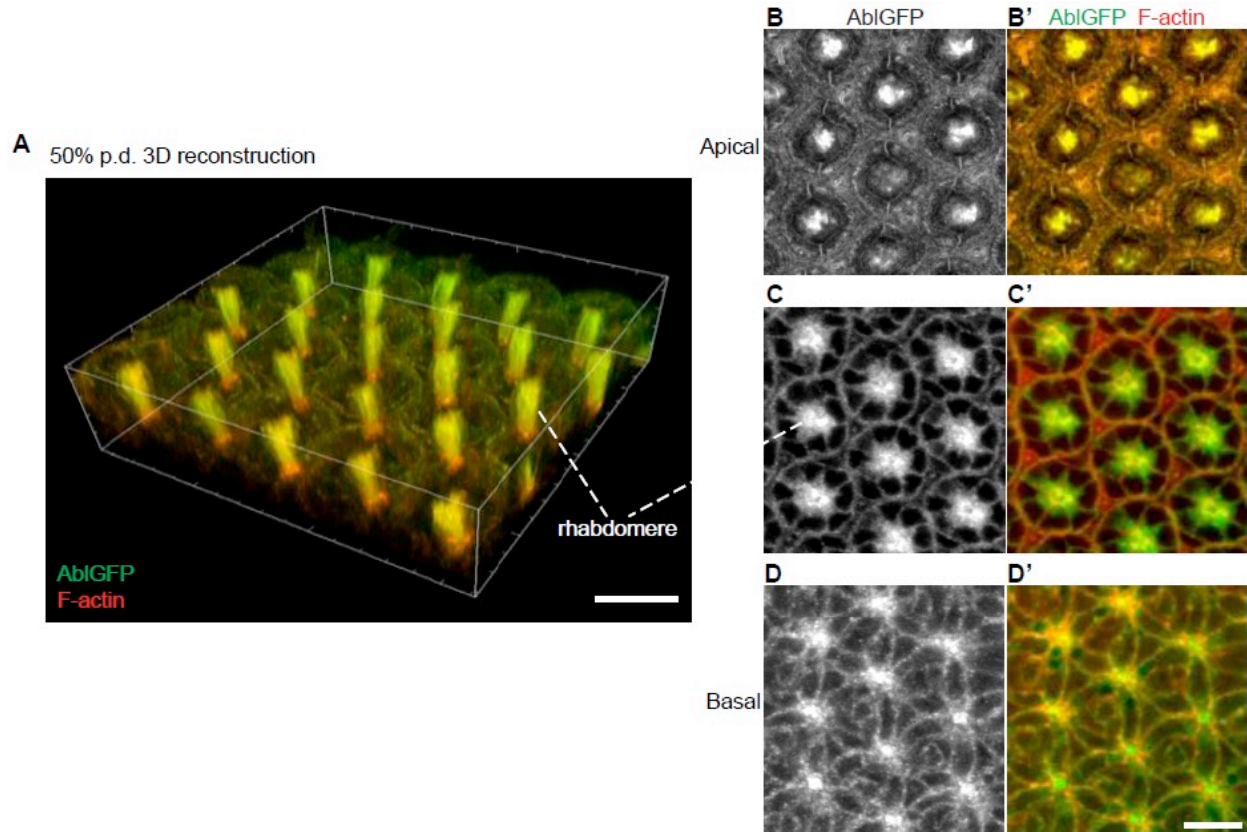 A 50% p.d. 3D reconstruction
AblGFP
F-actin
rhabdomere
B AblGFP
B' AblGFP F-actin
Apical
C
C'
D
D'
Basal